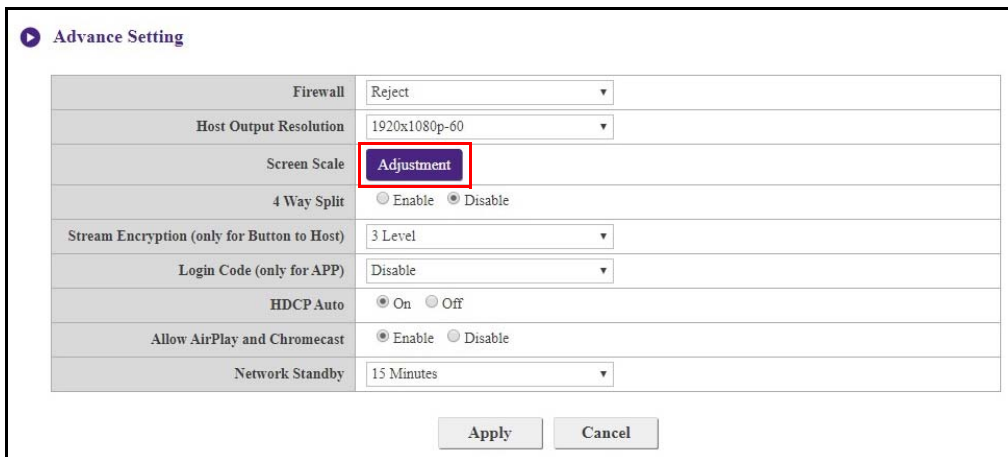 Advance Setting
Firewall Reject
Host Output Resolution 1920x1080p-60
Screen Scale Adjustment
4 Way Split Enable Disable
Stream Encryption (only for Button to Host) 3 Level
Login Code (only for APP) Disable
HDCP Auto On Off
Allow AirPlay and Chromecast Enable Disable
Network Standby 15 Minutes
Apply Cancel